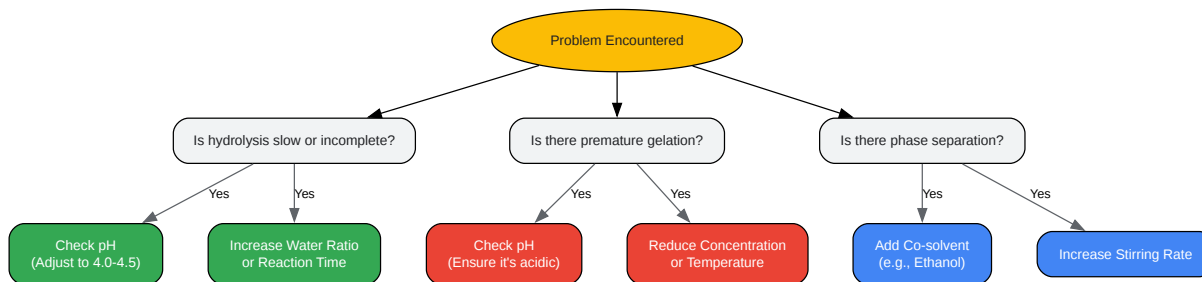 Problem Encountered
Is hydrolysis slow or incomplete?
Is there premature gelation?
Is there phase separation?
Yes
Yes
Yes
Yes
Yes
Yes
Check pH
(Adjust to 4.0-4.5)
Increase Water Ratio
or Reaction Time
Check pH
(Ensure it's acidic)
Reduce Concentration
or Temperature
Add Co-solvent
(e.g., Ethanol)
Increase Stirring Rate